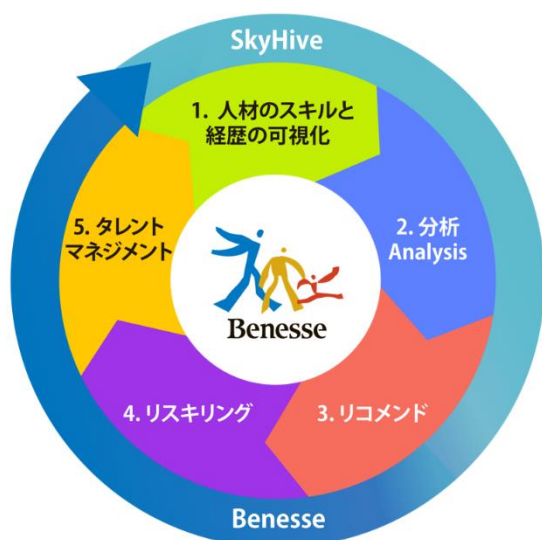 SkyHive
1. 人材のスキルと
経歴の可視化
2. 分析
Analysis
3. リコメンド
4. リスキリング
5. タレント
マネジメント
Benesse
Benesse